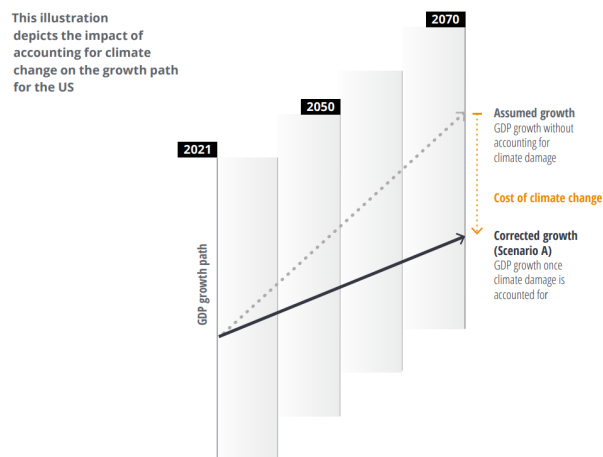 This illustration
depicts the impact of
accounting for climate
change on the growth path
for the US
2070
2050
2021
Assumed growth
GDP growth without
accounting for
climate damage
Cost of climate change
Corrected growth
(Scenario A)
GDP growth once
climate damage is
accounted for
GDP growth path